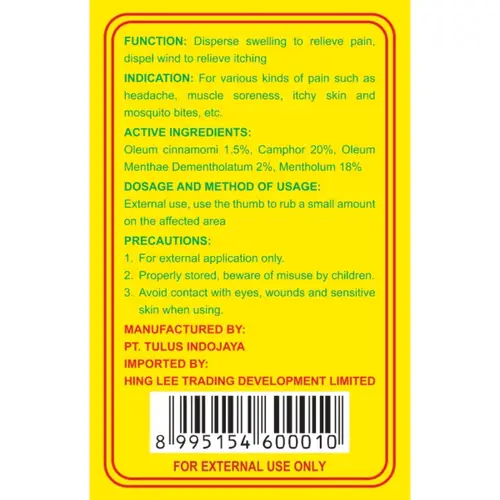 FUNCTION: Disperse swelling to relieve pain,
dispel wind to relieve itching
INDICATION: For various kinds of pain such as
headache, muscle soreness, itchy skin and
mosquito bites, etc.
ACTIVE INGREDIENTS:
Oleum cinnamomi 1.5%, Camphor 20%, Oleum
Menthae Dementholatum 2%, Mentholum 18%
DOSAGE AND METHOD OF USAGE:
External use, use the thumb to rub a small amount
on the affected area
PRECAUTIONS:
1. For external application only.
2. Properly stored, beware of misuse by children.
3. Avoid contact with eyes, wounds and sensitive
skin when using.
MANUFACTURED BY:
PT. TULUS INDOJAYA
IMPORTED BY:
HING LEE TRADING DEVELOPMENT LIMITED
8 995154 600010
FOR EXTERNAL USE ONLY